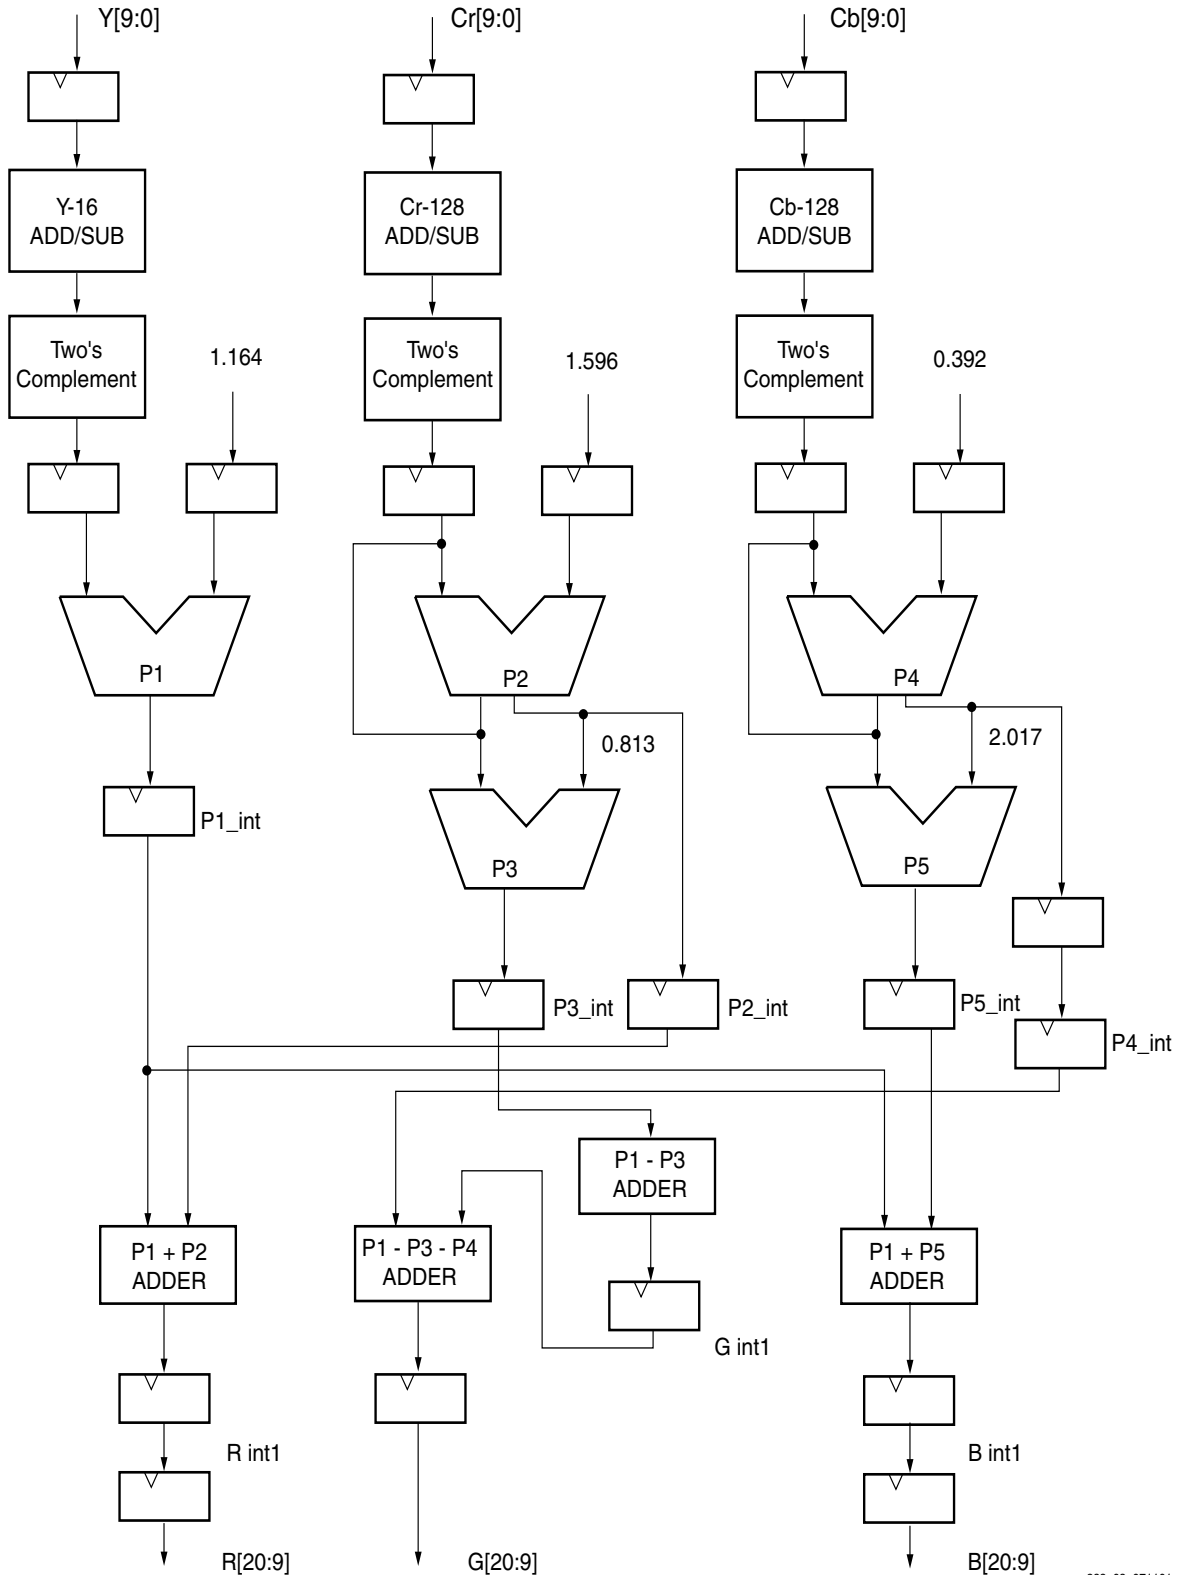 Y[9:0]
Cr[9:0]
Cb[9:0]
Y-16
ADD/SUB
Cr-128
ADD/SUB
Cb-128
ADD/SUB
Two's
Complement
1.164
Two's
Complement
1.596
Two's
Complement
0.392
P1
P2
P4
0.813
2.017
P1_int
P3
P5
P3_int
P2_int
P5_int
P4_int
P1 - P3
ADDER
P1 + P2
ADDER
P1 - P3 - P4
ADDER
P1 + P5
ADDER
G int1
R int1
B int1
R[20:9]
G[20:9]
B[20:9]